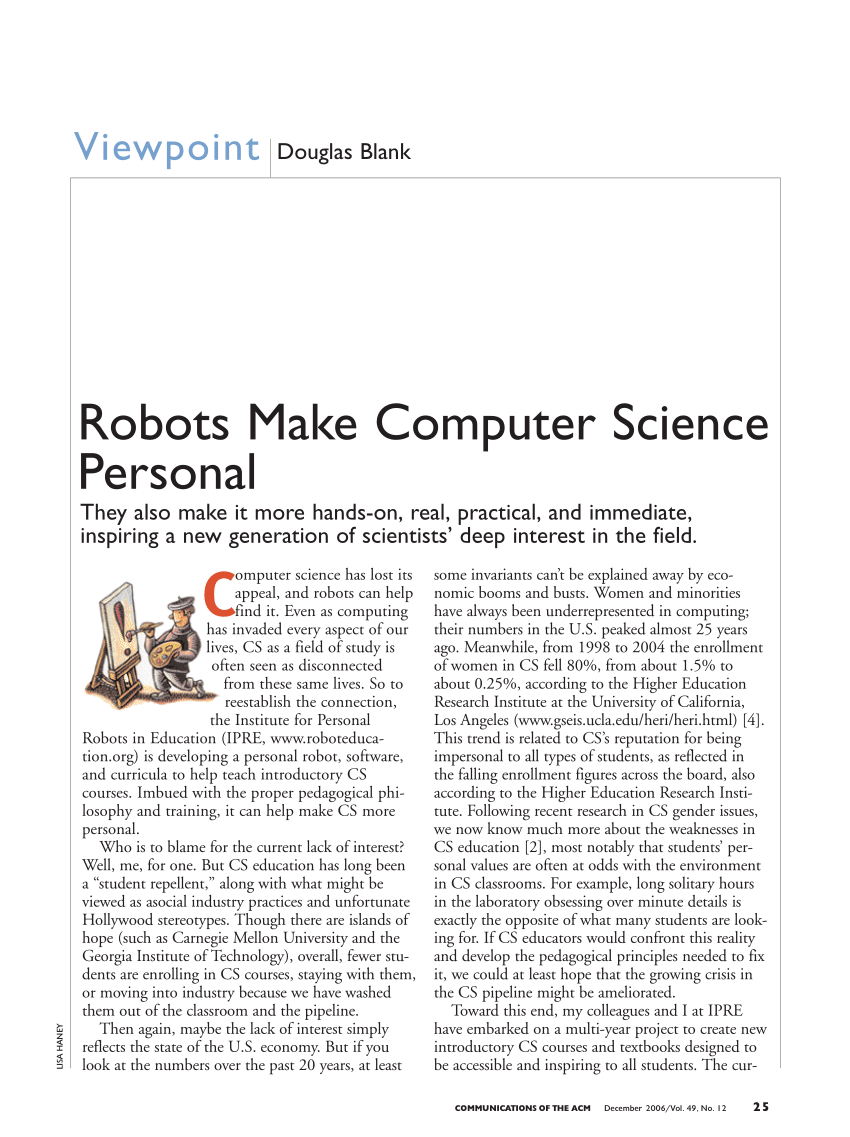 Viewpoint
Douglas Blank
Robots Make Computer Science
Personal
They also make it more hands-on, real, practical, and immediate,
inspiring a new generation of scientists’ deep interest in the field.
Computer science has lost its
appeal, and robots can help
find it. Even as computing
has invaded every aspect of our
lives, CS as a field of study is
often seen as disconnected
from these same lives. So to
reestablish the connection,
the Institute for Personal
Robots in Education (IPRE, www.roboteduca-
tion.org) is developing a personal robot, software,
and curricula to help teach introductory CS
courses. Imbued with the proper pedagogical phi-
losophy and training, it can help make CS more
personal.
Who is to blame for the current lack of interest?
Well, me, for one. But CS education has long been
a “student repellent,” along with what might be
viewed as asocial industry practices and unfortunate
Hollywood stereotypes. Though there are islands of
hope (such as Carnegie Mellon University and the
Georgia Institute of Technology), overall, fewer stu-
dents are enrolling in CS courses, staying with them,
or moving into industry because we have washed
them out of the classroom and the pipeline.
Then again, maybe the lack of interest simply
reflects the state of the U.S. economy. But if you
look at the numbers over the past 20 years, at least
some invariants can’t be explained away by eco-
nomic booms and busts. Women and minorities
have always been underrepresented in computing;
their numbers in the U.S. peaked almost 25 years
ago. Meanwhile, from 1998 to 2004 the enrollment
of women in CS fell 80%, from about 1.5% to
about 0.25%, according to the Higher Education
Research Institute at the University of California,
Los Angeles (www.gseis.ucla.edu/heri/heri.html) [4].
This trend is related to CS’s reputation for being
impersonal to all types of students, as reflected in
the falling enrollment figures across the board, also
according to the Higher Education Research Insti-
tute. Following recent research in CS gender issues,
we now know much more about the weaknesses in
CS education [2], most notably that students’ per-
sonal values are often at odds with the environment
in CS classrooms. For example, long solitary hours
in the laboratory obsessing over minute details is
exactly the opposite of what many students are look-
ing for. If CS educators would confront this reality
and develop the pedagogical principles needed to fix
it, we could at least hope that the growing crisis in
the CS pipeline might be ameliorated.
Toward this end, my colleagues and I at IPRE
have embarked on a multi-year project to create new
introductory CS courses and textbooks designed to
be accessible and inspiring to all students. The cur-
LISA HANEY
COMMUNICATIONS OF THE ACM December 2006/Vol. 49, No. 12 25